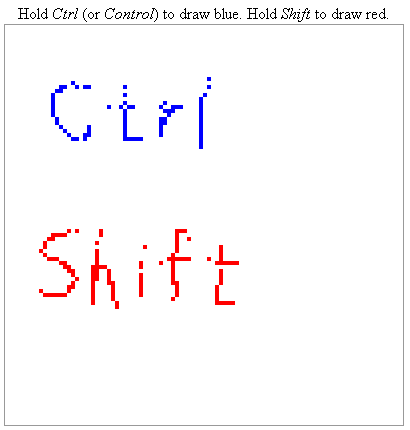 Hold Ctrl (or Control) to draw blue. Hold Shift to draw red.
Ctrl
Shift